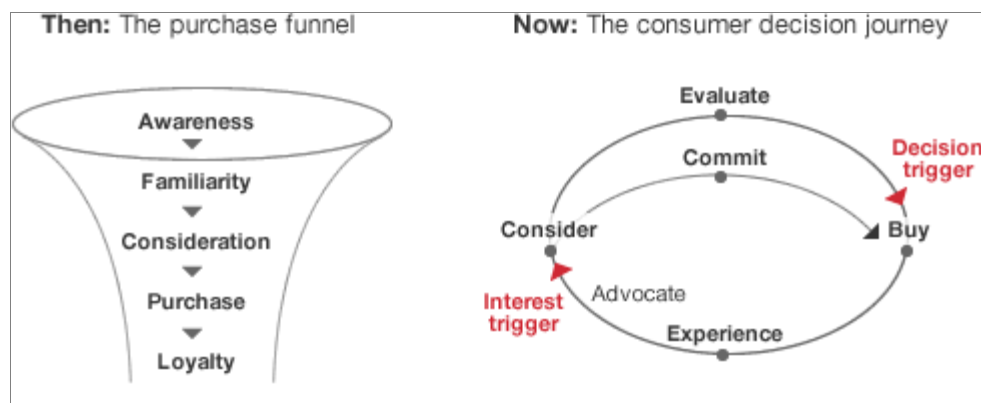 Then: The purchase funnel
Awareness
Familiarity
Consideration
Purchase
Loyalty
Now: The consumer decision journey
Evaluate
Commit
Decision
trigger
Consider
Buy
Interest
trigger
Advocate
Experience